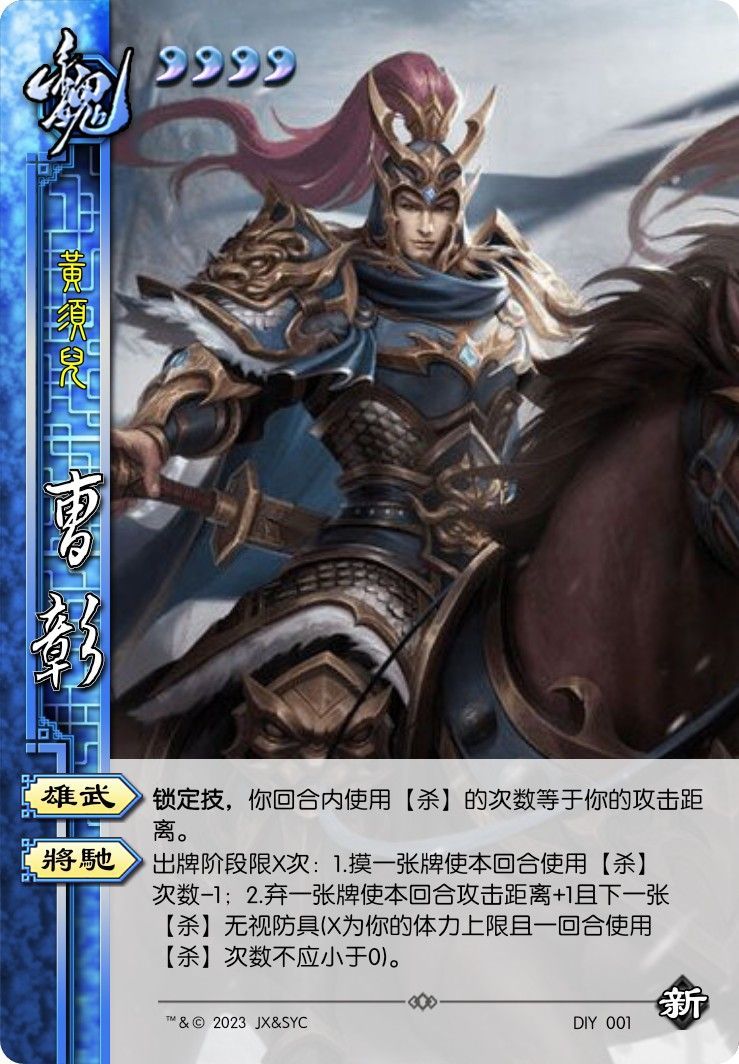 魏
黃須兒
曹彰
雄武
锁定技，你回合内使用【杀】的次数等于你的攻击距
离。
將馳
出牌阶段限X次：1.摸一张牌使本回合使用【杀】
次数-1；2.弃一张牌使本回合攻击距离+1且下一张
【杀】无视防具(X为你的体力上限且一回合使用
【杀】次数不应小于0)。
™&© 2023 JX&SYC
DIY 001
新